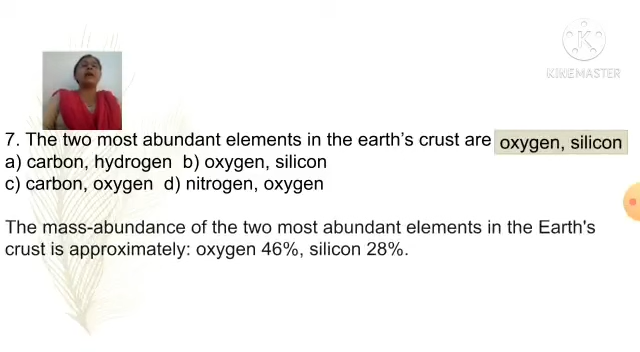 KINEMASTER
7. The two most abundant elements in the earth's crust are oxygen, silicon
a) carbon, hydrogen b) oxygen, silicon
c) carbon, oxygen d) nitrogen, oxygen
The mass-abundance of the two most abundant elements in the Earth's
crust is approximately: oxygen 46%, silicon 28%.